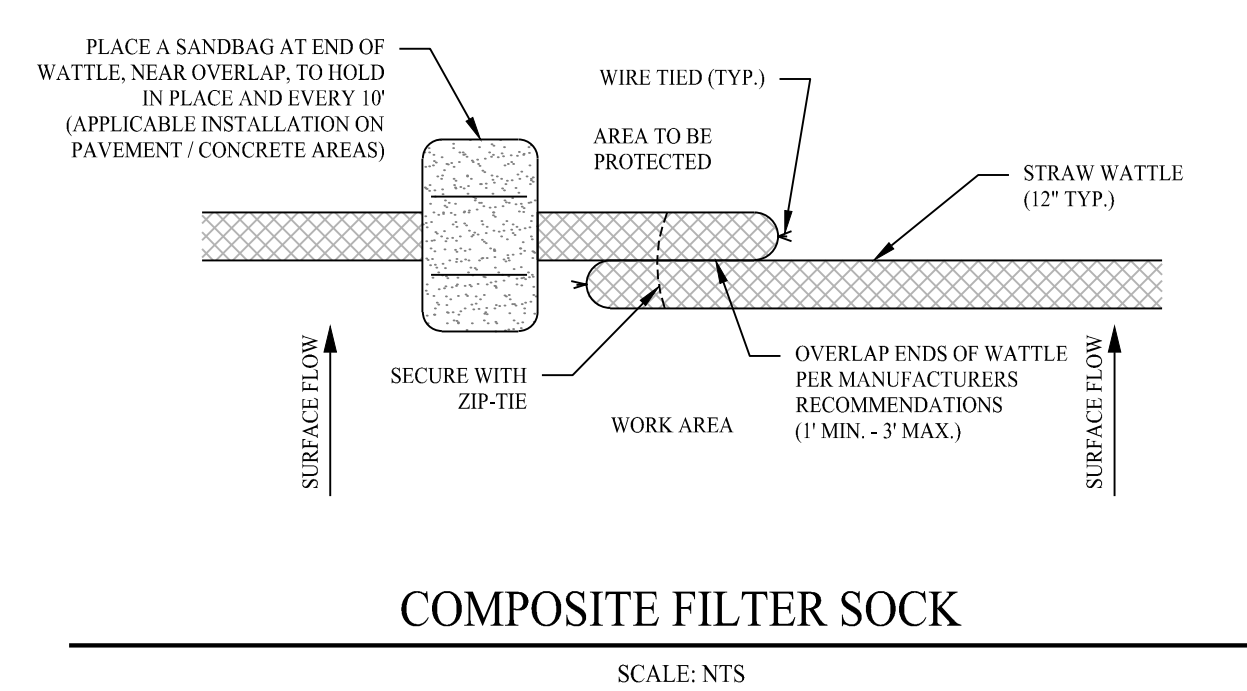 PLACE A SANDBAG AT END OF
WATTLE, NEAR OVERLAP, TO HOLD
IN PLACE AND EVERY 10'
(APPLICABLE INSTALLATION ON
PAVEMENT / CONCRETE AREAS)
WIRE TIED (TYP.)
AREA TO BE
PROTECTED
STRAW WATTLE
(12" TYP.)
SURFACE FLOW
SECURE WITH
ZIP-TIE
WORK AREA
OVERLAP ENDS OF WATTLE
PER MANUFACTURERS
RECOMMENDATIONS
(1' MIN. - 3' MAX.)
SURFACE FLOW
COMPOSITE FILTER SOCK
SCALE: NTS